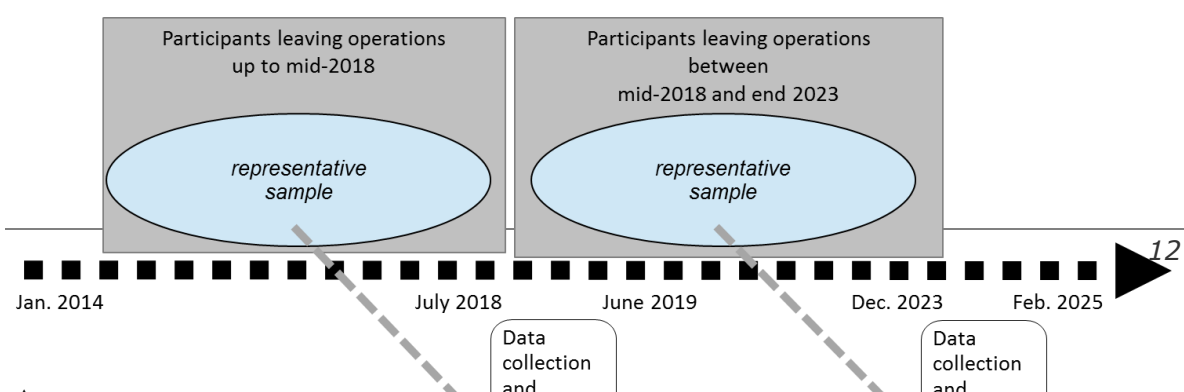 Participants leaving operations
up to mid-2018
Participants leaving operations
between
mid-2018 and end 2023
representative
sample
representative
sample
12
Jan. 2014
July 2018
June 2019
Dec. 2023
Feb. 2025
Data
collection
and
Data
collection
and